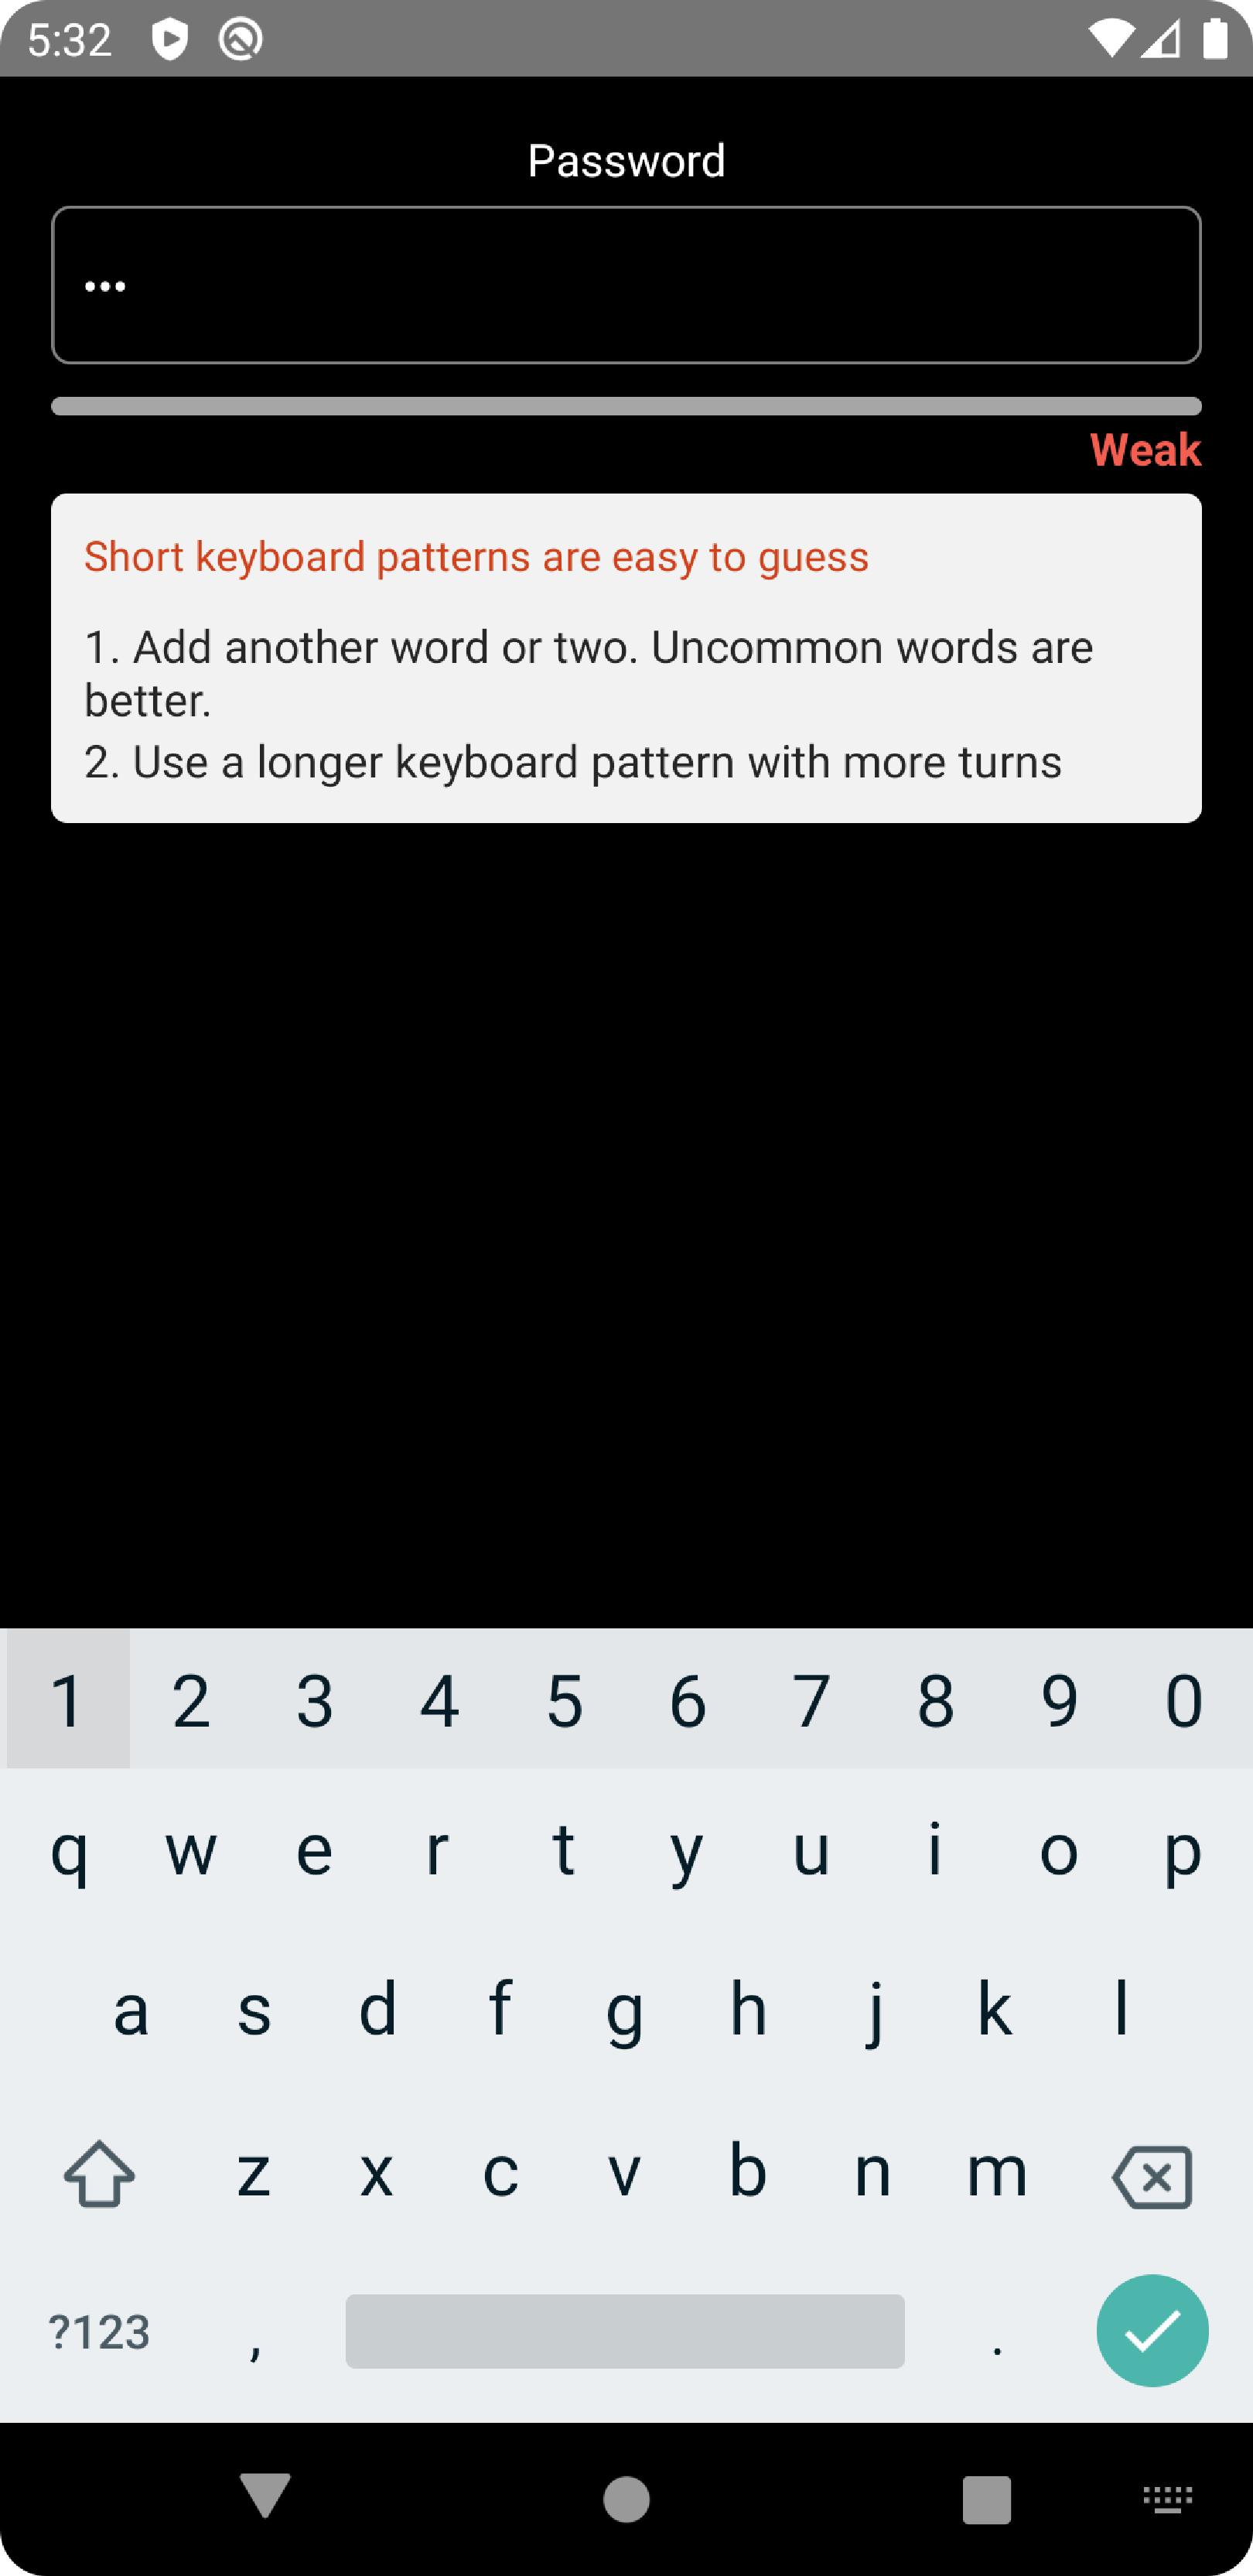 5:32
Password
•••
Weak
Short keyboard patterns are easy to guess
1. Add another word or two. Uncommon words are
better.
2. Use a longer keyboard pattern with more turns
1 2 3 4 5 6 7 8 9 0
q w e r t y u i o p
a s d f g h j k l
z x c v b n m
?123 , .